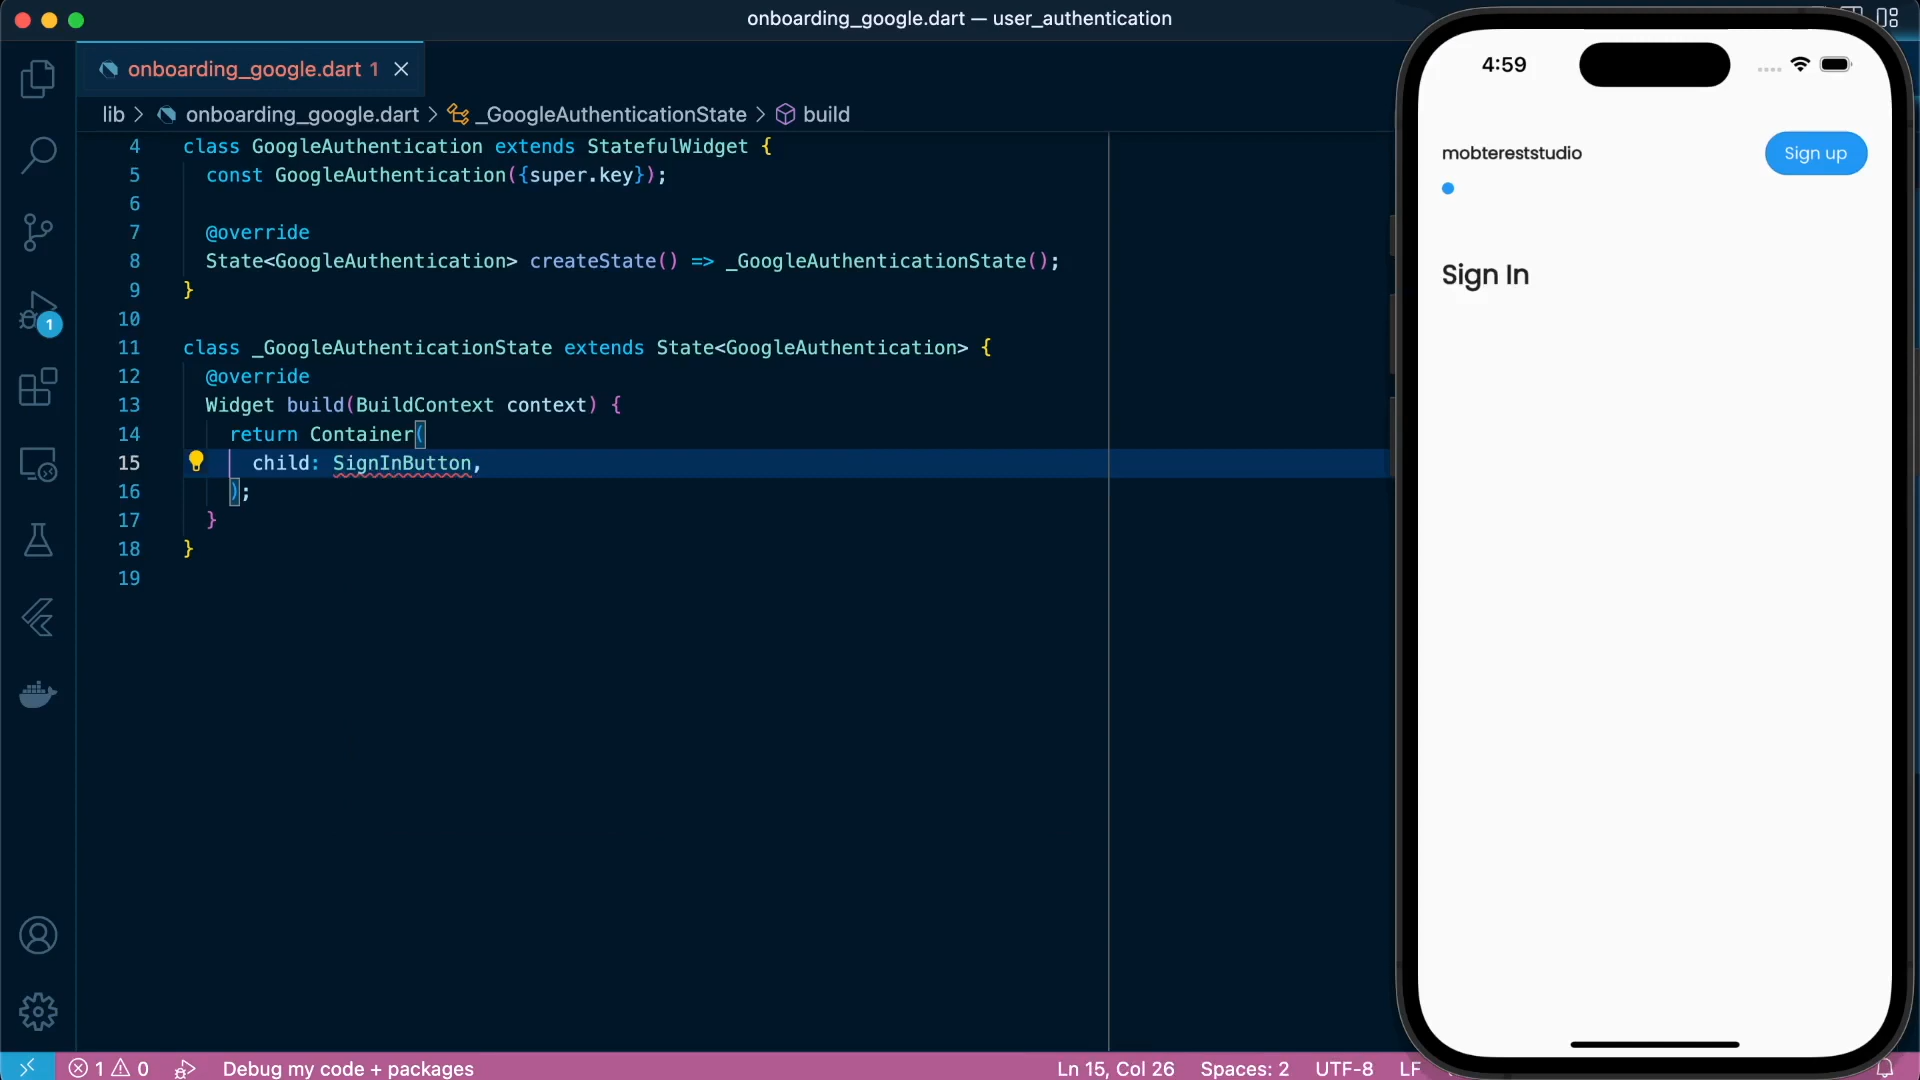 onboarding_google.dart — user_authentication
onboarding_google.dart 1
lib > onboarding_google.dart > _GoogleAuthenticationState > build
4 class GoogleAuthentication extends StatefulWidget {
5 const GoogleAuthentication({super.key});
6
7 @override
8 State<GoogleAuthentication> createState() => _GoogleAuthenticationState();
9 }
10
11 class _GoogleAuthenticationState extends State<GoogleAuthentication> {
12 @override
13 Widget build(BuildContext context) {
14 return Container(
15 child: SignInButton,
16 );
17 }
18 }
19
1
1 0 Debug my code + packages Ln 15, Col 26 Spaces: 2 UTF-8 LF
4:59
mobtereststudio Sign up
Sign In